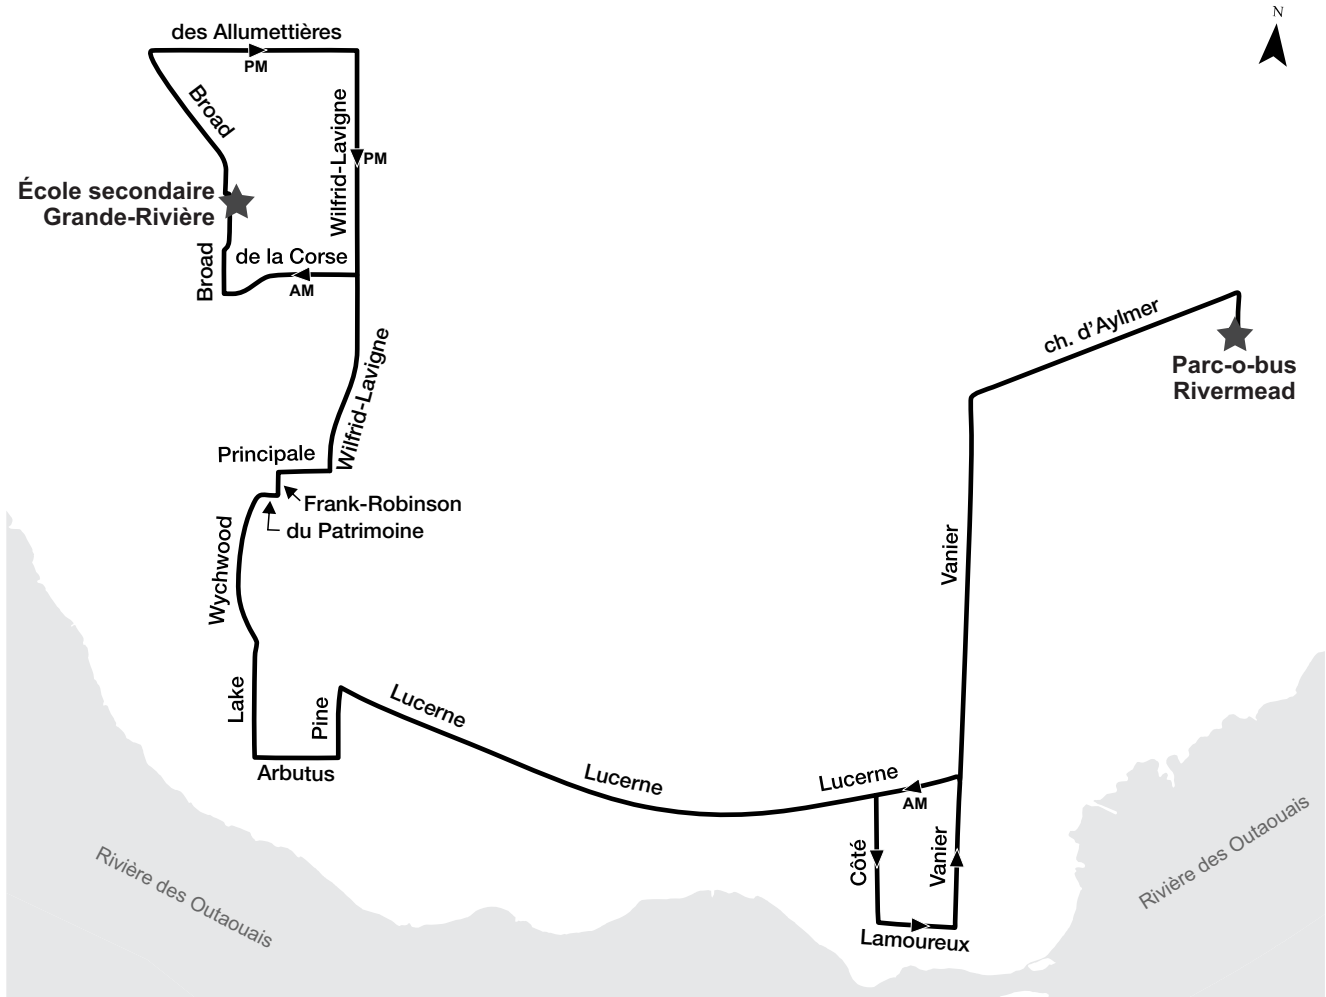 N
des Allumettières
PM
Broad
Wilfrid-Lavigne
PM
École secondaire
Grande-Rivière
Broad
de la Corse
AM
ch. d'Aylmer
Parc-o-bus
Rivermead
Wilfrid-Lavigne
Principale
Frank-Robinson
du Patrimoine
Wychwood
Vanier
Lake
Pine
Lucerne
Arbutus
Lucerne
Lucerne
AM
Côté
Vanier
Lamoureux
Rivière des Outaouais
Rivière des Outaouais